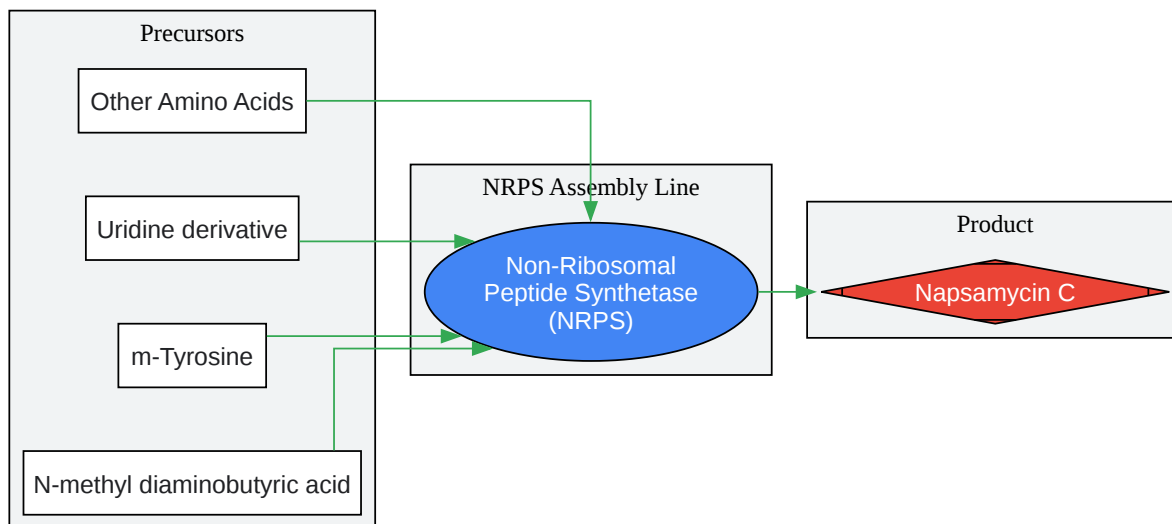 Precursors
Other Amino Acids
Uridine derivative
m-Tyrosine
N-methyl diaminobutyric acid
NRPS Assembly Line
Non-Ribosomal
Peptide Synthetase
(NRPS)
Product
Napsamycin C